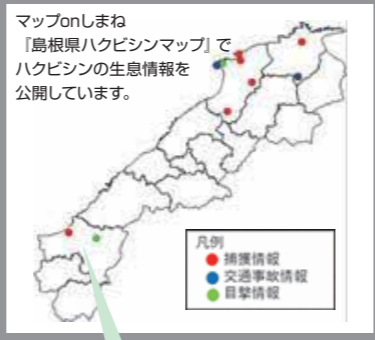 マップonしまね
『島根県ハクビシンマップ』で
ハクビシンの生息情報を
公開しています。
凡例
捕獲情報
交通事故情報
目撃情報